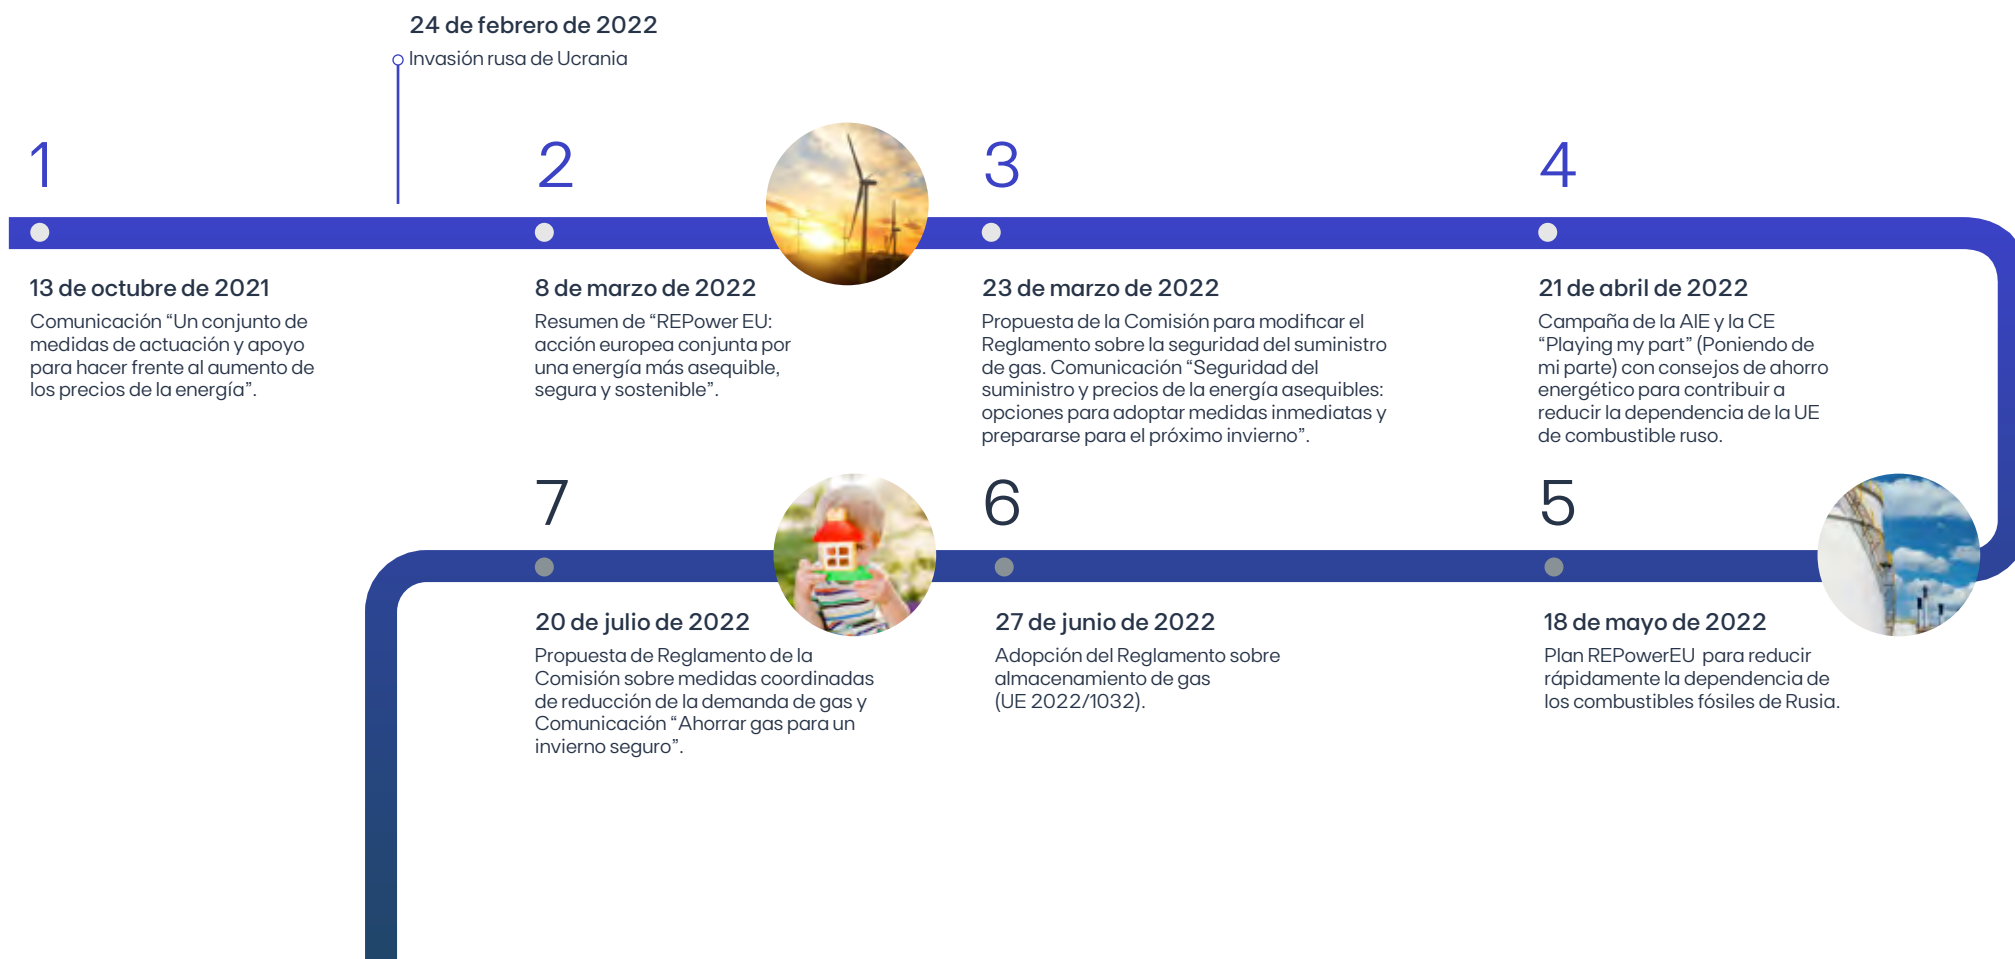 24 de febrero de 2022
Invasión rusa de Ucrania
1
13 de octubre de 2021
Comunicación “Un conjunto de
medidas de actuación y apoyo
para hacer frente al aumento de
los precios de la energía”.
2
8 de marzo de 2022
Resumen de “REPower EU:
acción europea conjunta por
una energía más asequible,
segura y sostenible”.
3
23 de marzo de 2022
Propuesta de la Comisión para modificar el
Reglamento sobre la seguridad del suministro
de gas. Comunicación “Seguridad del
suministro y precios de la energía asequibles:
opciones para adoptar medidas inmediatas y
prepararse para el próximo invierno”.
4
21 de abril de 2022
Campaña de la AIE y la CE
“Playing my part” (Poniendo de
mi parte) con consejos de ahorro
energético para contribuir a
reducir la dependencia de la UE
de combustible ruso.
5
18 de mayo de 2022
Plan REPowerEU para reducir
rápidamente la dependencia de
los combustibles fósiles de Rusia.
6
27 de junio de 2022
Adopción del Reglamento sobre
almacenamiento de gas
(UE 2022/1032).
7
20 de julio de 2022
Propuesta de Reglamento de la
Comisión sobre medidas coordinadas
de reducción de la demanda de gas y
Comunicación “Ahorrar gas para un
invierno seguro”.